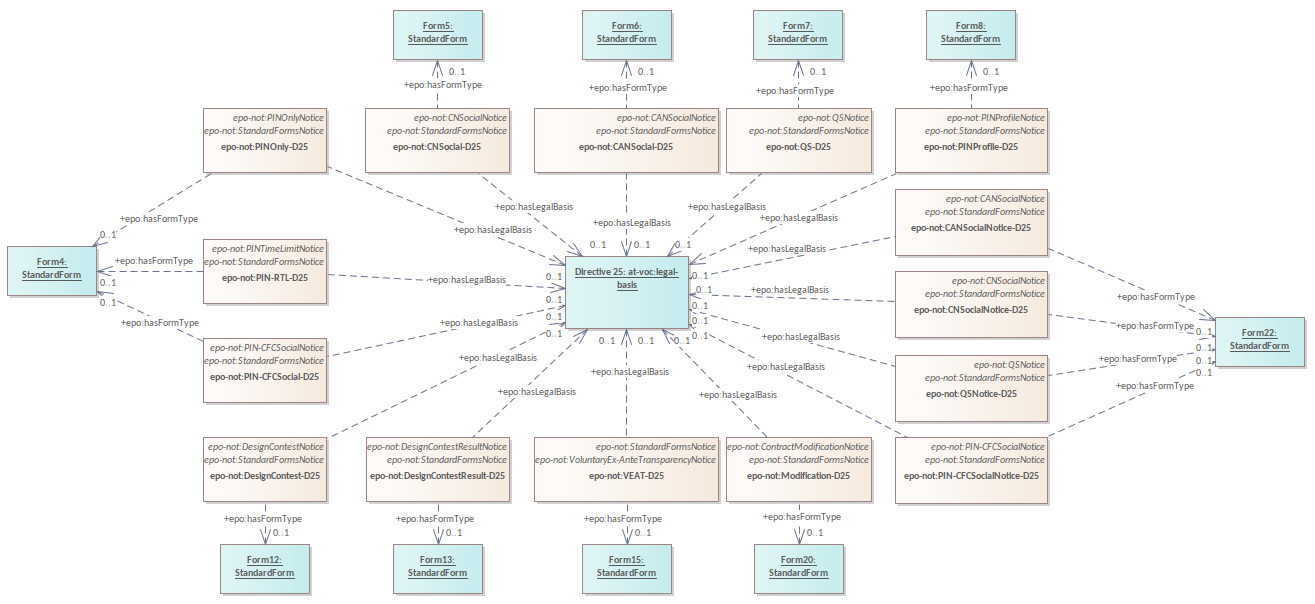 Form5:
StandardForm
Form6:
StandardForm
Form7:
StandardForm
Form8:
StandardForm
0..1
0..1
0..1
0..1
+epo:hasFormType
+epo:hasFormType
+epo:hasFormType
+epo:hasFormType
epo-not:PINOnlyNotice
epo-not:StandardFormsNotice
epo-not:PINOnly-D25
epo-not:CNSocialNotice
epo-not:StandardFormsNotice
epo-not:CNSocial-D25
epo-not:CANSocialNotice
epo-not:StandardFormsNotice
epo-not:CANSocial-D25
epo-not:QSNotice
epo-not:StandardFormsNotice
epo-not:QS-D25
epo-not:PINProfileNotice
epo-not:StandardFormsNotice
epo-not:PINProfile-D25
+epo:hasFormType
0..1
+epo:hasLegalBasis
+epo:hasLegalBasis
+epo:hasLegalBasis
+epo:hasLegalBasis
+epo:hasLegalBasis
+epo:hasLegalBasis
epo-not:CANSocialNotice
epo-not:StandardFormsNotice
epo-not:CANSocialNotice-D25
0..1
0..1
0..1
Form4:
StandardForm
+epo:hasFormType
0..1
0..1
epo-not:PINTimeLimitNotice
epo-not:StandardFormsNotice
epo-not:PIN-RTL-D25
+epo:hasLegalBasis
Directive 25: at-voc:legal-
basis
0..1
0..1
0..1
0..1
0..1
0..1
0..1
0..1
0..1
+epo:hasLegalBasis
epo-not:CNSocialNotice
epo-not:StandardFormsNotice
epo-not:CNSocialNotice-D25
+epo:hasFormType
+epo:hasFormType
+epo:hasFormType
+epo:hasFormType
0..1
0..1
0..1
0..1
Form22:
StandardForm
+epo:hasFormType
epo-not:PIN-CFCSocialNotice
epo-not:StandardFormsNotice
epo-not:PIN-CFCSocial-D25
+epo:hasLegalBasis
+epo:hasLegalBasis
0..1
0..1
0..1
0..1
+epo:hasLegalBasis
+epo:hasLegalBasis
+epo:hasLegalBasis
+epo:hasLegalBasis
+epo:hasLegalBasis
epo-not:QSNotice
epo-not:StandardFormsNotice
epo-not:QSNotice-D25
epo-not:DesignContestNotice
epo-not:StandardFormsNotice
epo-not:DesignContest-D25
epo-not:DesignContestResultNotice
epo-not:StandardFormsNotice
epo-not:DesignContestResult-D25
epo-not:StandardFormsNotice
epo-not:VoluntaryEx-AnteTransparencyNotice
epo-not:VEAT-D25
epo-not:ContractModificationNotice
epo-not:StandardFormsNotice
epo-not:Modification-D25
epo-not:PIN-CFCSocialNotice
epo-not:StandardFormsNotice
epo-not:PIN-CFCSocialNotice-D25
+epo:hasFormType
+epo:hasFormType
+epo:hasFormType
+epo:hasFormType
0..1
0..1
0..1
0..1
Form12:
StandardForm
Form13:
StandardForm
Form15:
StandardForm
Form20:
StandardForm